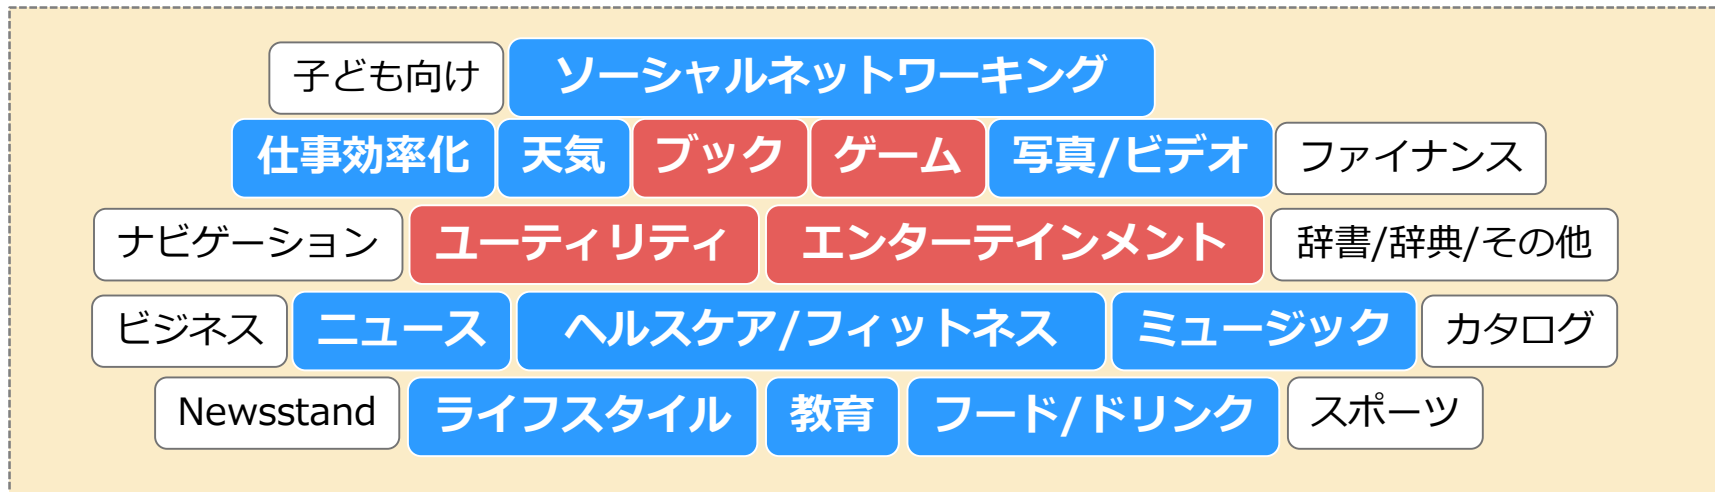 子ども向け ソーシャルネットワーキング
仕事効率化 天気 ブック ゲーム 写真/ビデオ ファイナンス
ナビゲーション ユーティリティ エンターテインメント 辞書/辞典/その他
ビジネス ニュース ヘルスケア/フィットネス ミュージック カタログ
Newsstand ライフスタイル 教育 フード/ドリンク スポーツ